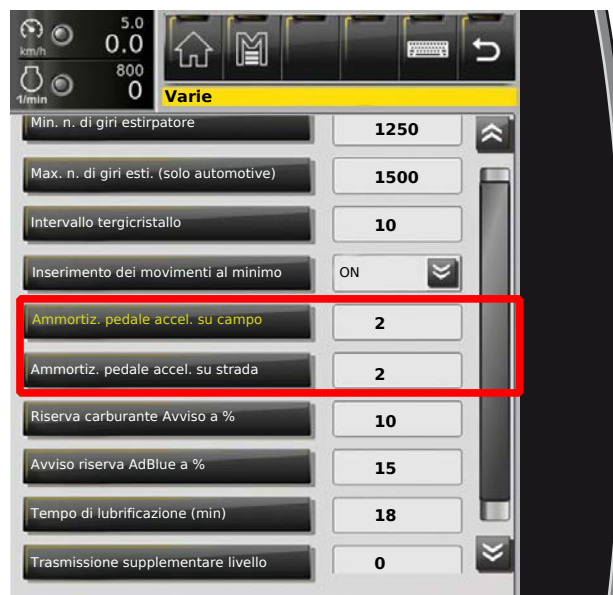 5.0
km/h
0.0
800
1/min
0
Varie
Min. n. di giri estirpatore
1250
Max. n. di giri esti. (solo automotive)
1500
Intervallo tergicristallo
10
Inserimento dei movimenti al minimo
ON
Ammortiz. pedale accel. su campo
2
Ammortiz. pedale accel. su strada
2
Riserva carburante Avviso a %
10
Avviso riserva AdBlue a %
15
Tempo di lubrificazione (min)
18
Trasmissione supplementare livello
0